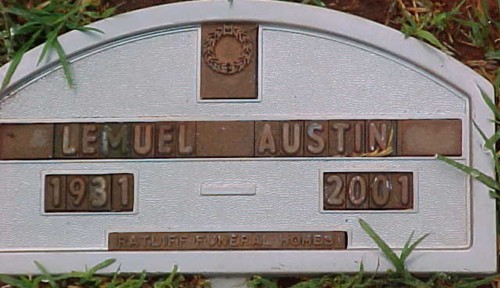 LEMUEL AUSTIN
1931 2001
RATLIFF FUNERAL HOMES